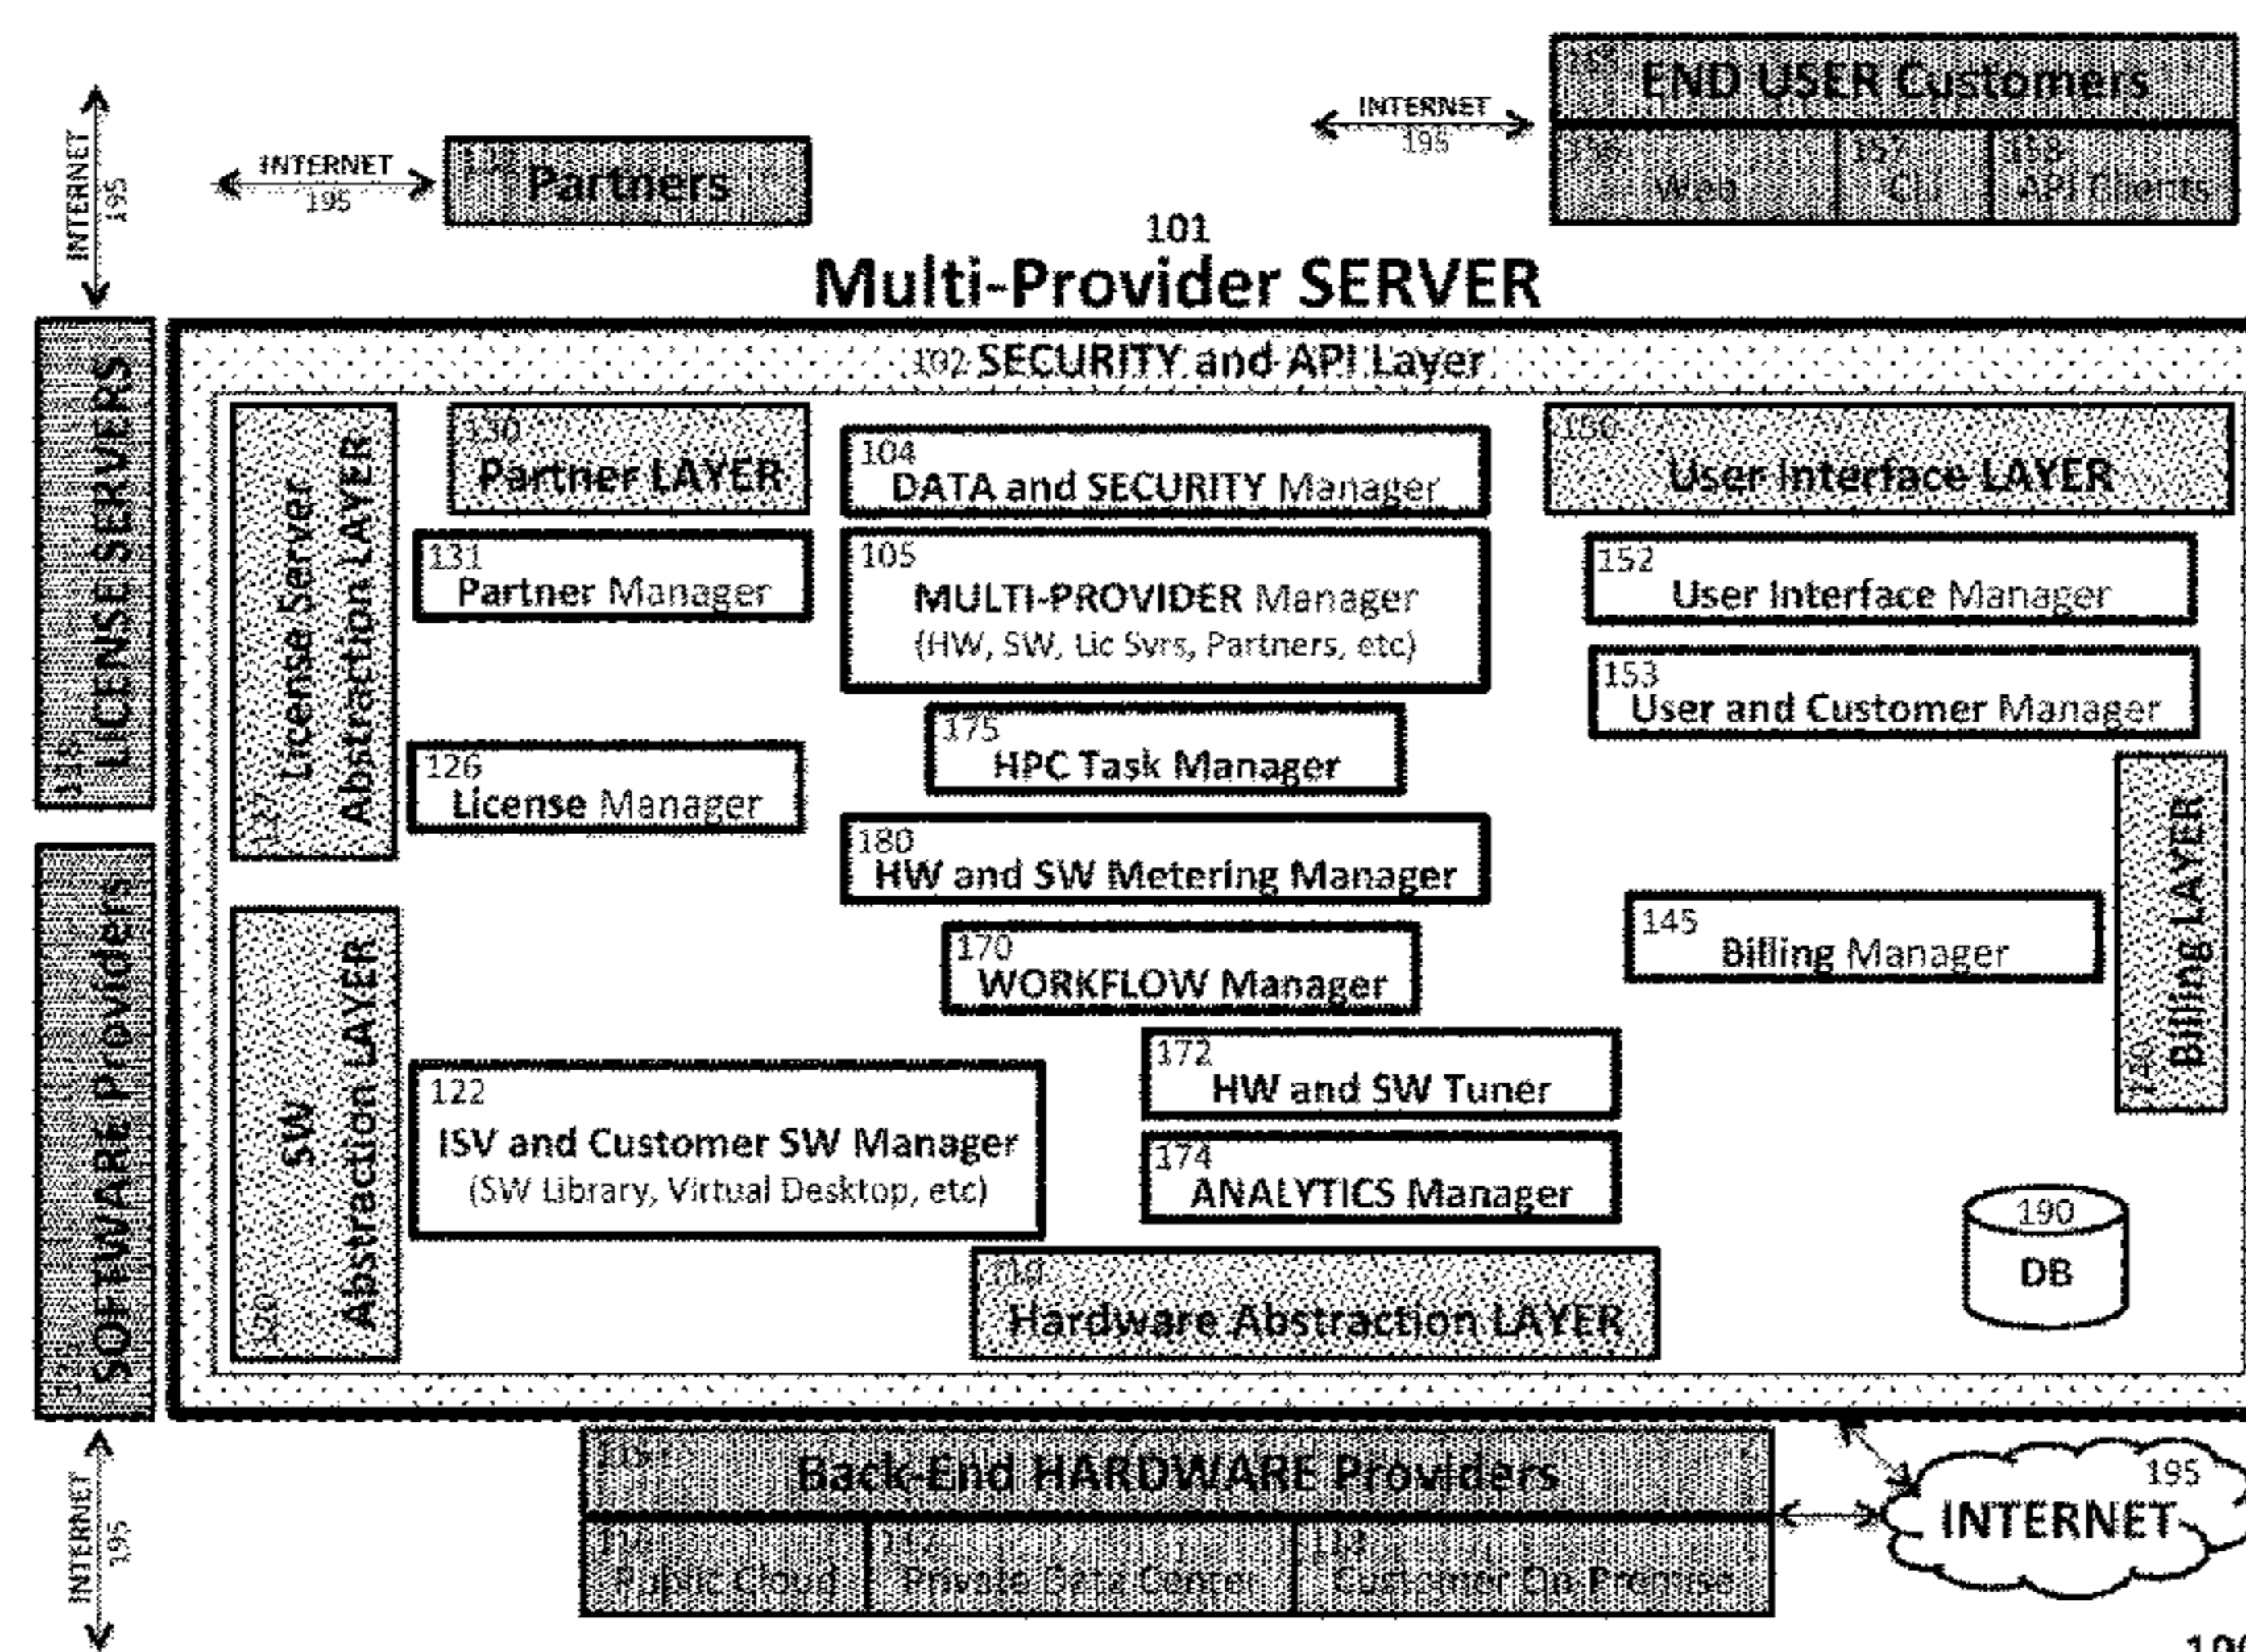 END USER Customers
INTERNET
195
156
Web
157
CLI
158
API Clients
INTERNET
195
INTERNET
195
Partners
101
Multi-Provider SERVER
102 SECURITY and API Layer
LICENSE SERVERS
License Server
Abstraction LAYER
127
130
Partner LAYER
104
DATA and SECURITY Manager
150
User Interface LAYER
131
Partner Manager
105
MULTI-PROVIDER Manager
(HW, SW, Lic Svrs, Partners, etc)
152
User Interface Manager
153
User and Customer Manager
175
HPC Task Manager
126
License Manager
180
HW and SW Metering Manager
Billing LAYER
140
145
Billing Manager
170
WORKFLOW Manager
SOFTWARE Providers
SW
Abstraction LAYER
120
172
HW and SW Tuner
122
ISV and Customer SW Manager
(SW Library, Virtual Desktop, etc)
174
ANALYTICS Manager
190
DB
110
Hardware Abstraction LAYER
Back-End HARDWARE Providers
Public Cloud
Private Data Center
Customer On Premise
195
INTERNET
INTERNET
195